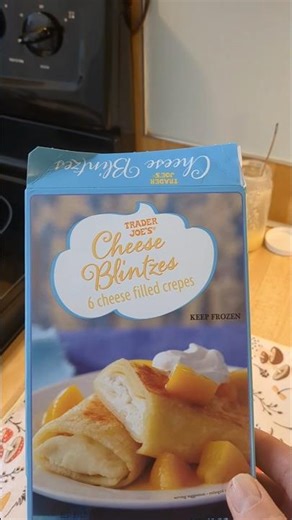 Cheese Blintzes
TRADER
JOE'S
TRADER
JOE'S®
Cheese
Blintzes
6 cheese filled crepes
KEEP FROZEN